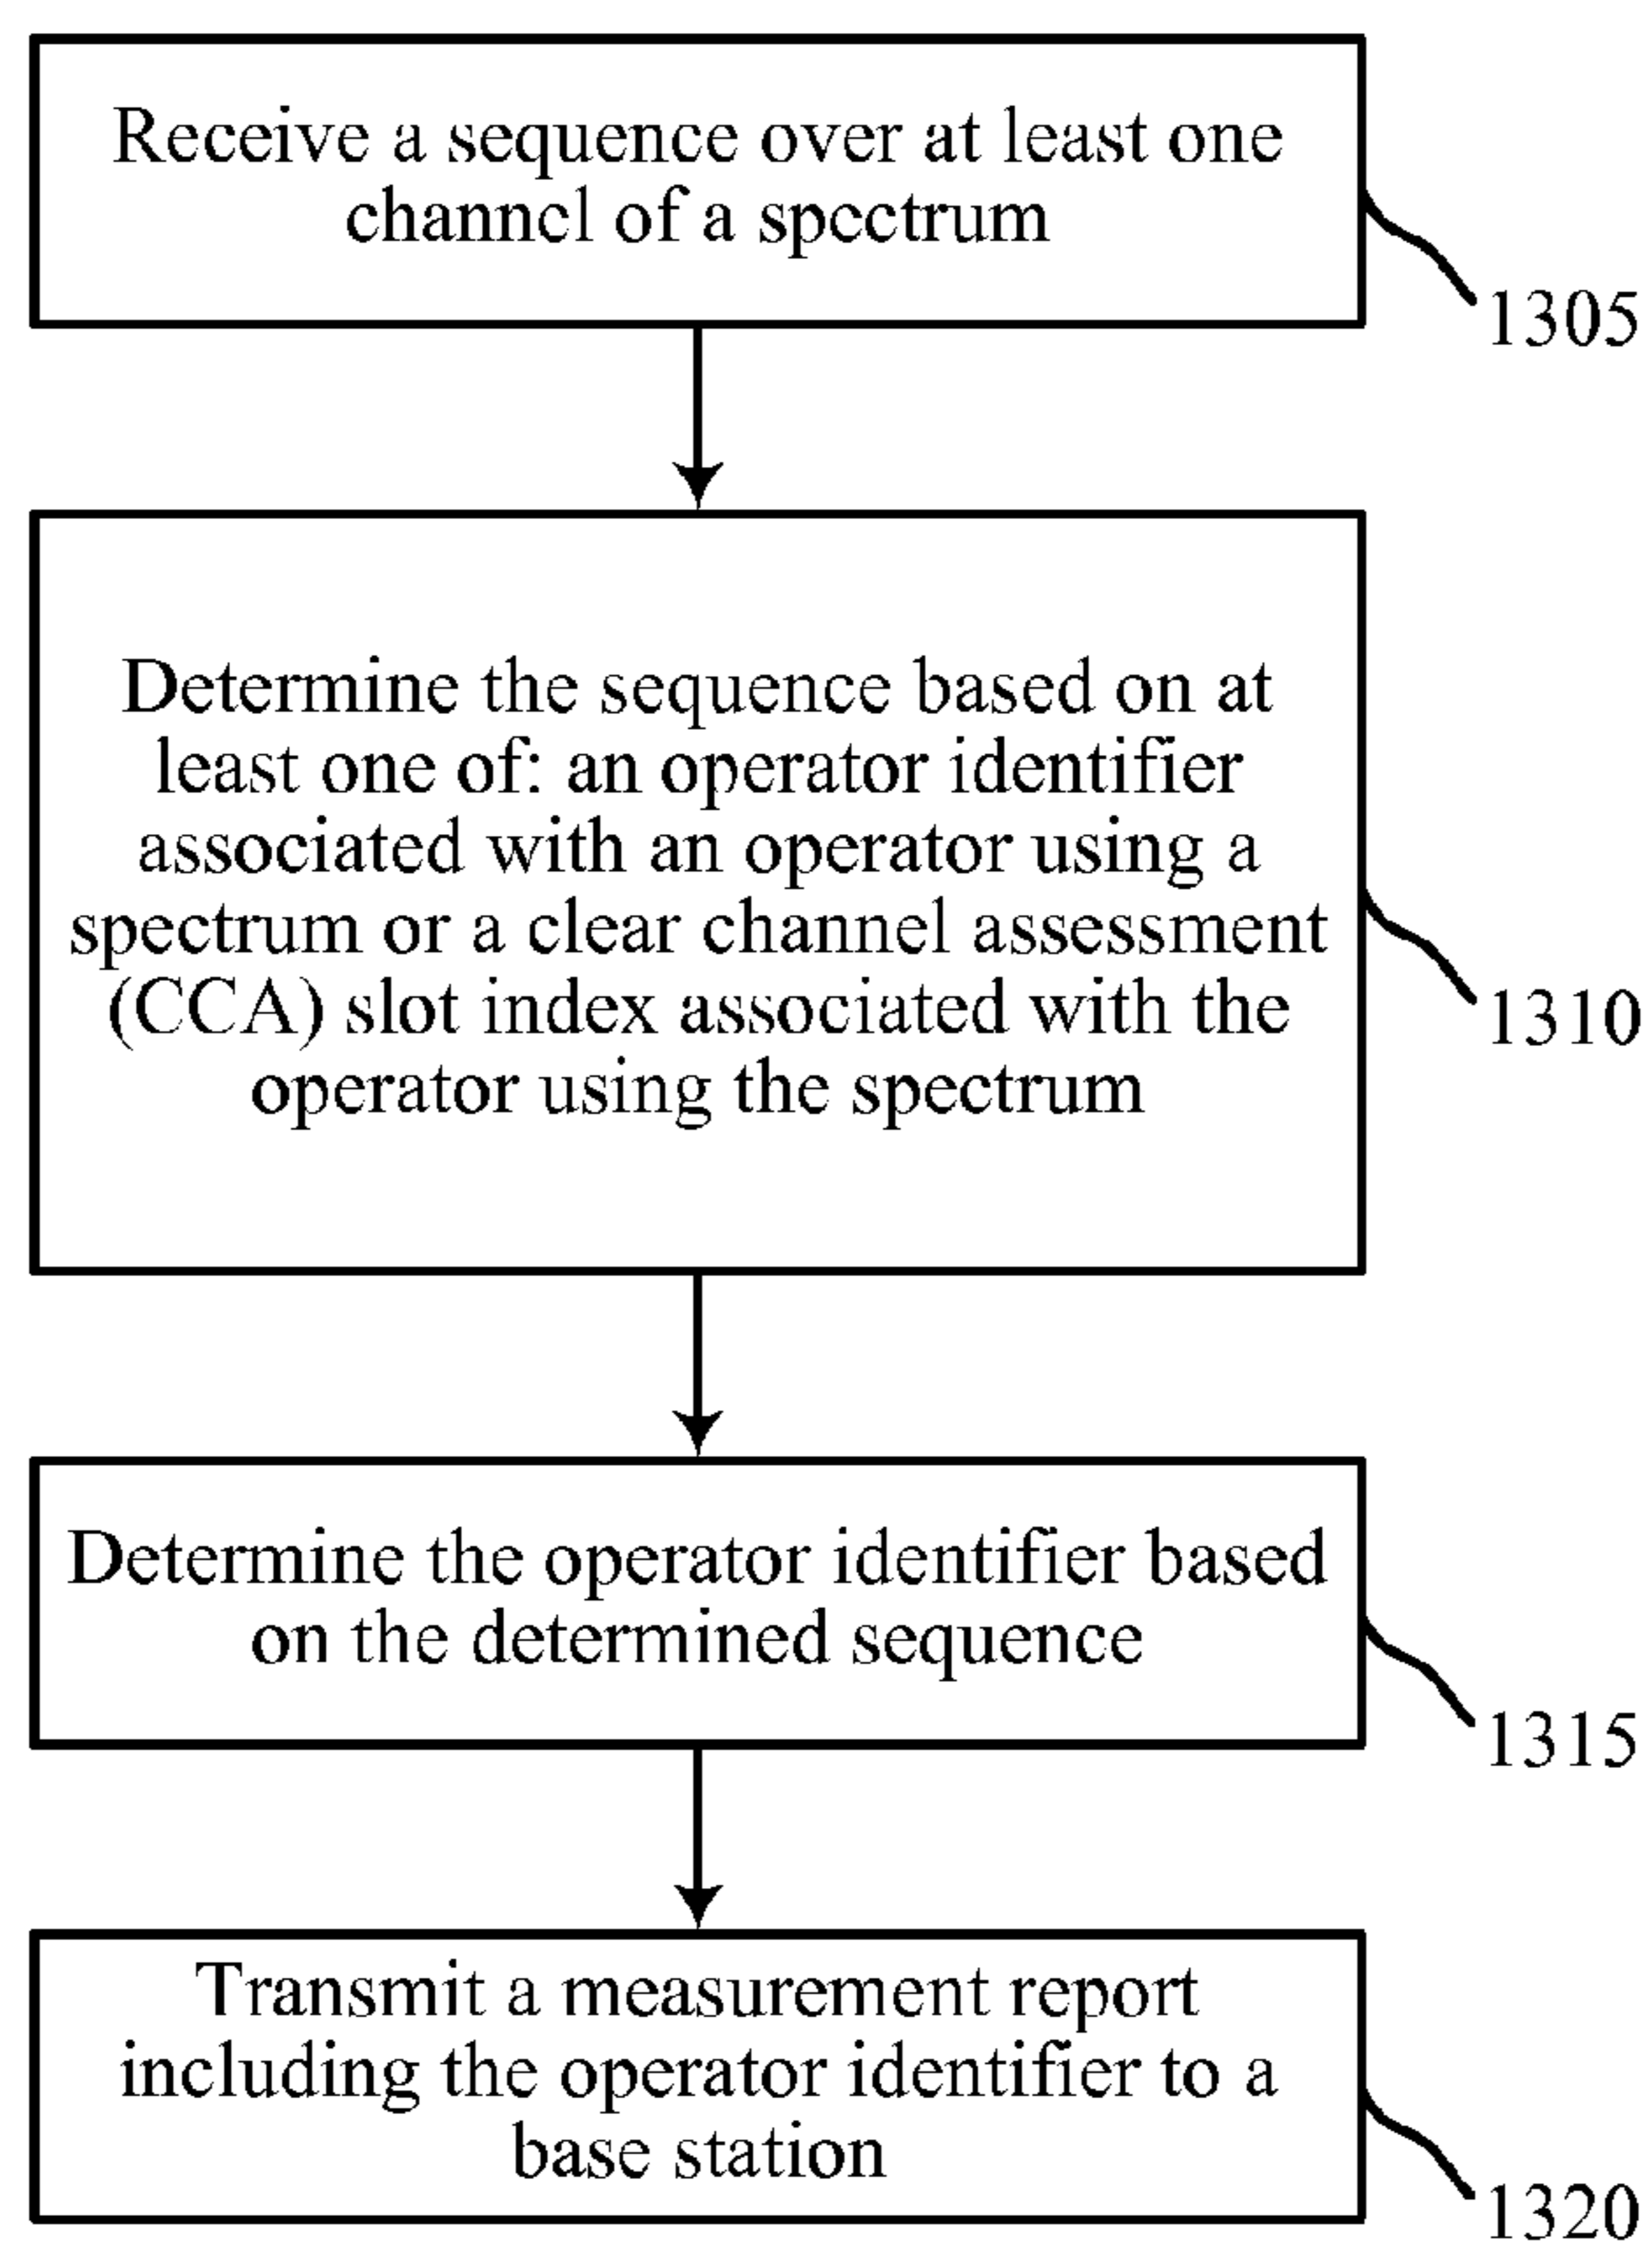 Receive a sequence over at least one
channel of a spectrum
1305
Determine the sequence based on at
least one of: an operator identifier
associated with an operator using a
spectrum or a clear channel assessment
(CCA) slot index associated with the
operator using the spectrum
1310
Determine the operator identifier based
on the determined sequence
1315
Transmit a measurement report
including the operator identifier to a
base station
1320